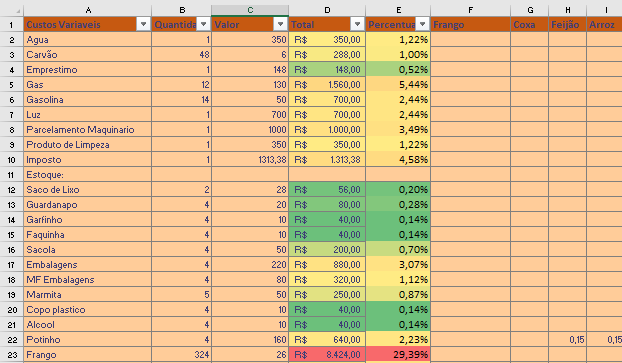 A B C D E F G H I
1 Custos Variaveis Quantida Valor Total Percentua Frango Coxa Feijão Arroz
2 Agua 1 350 R$ 350,00 1,22%
3 Carvão 48 6 R$ 288,00 1,00%
4 Emprestimo 1 148 R$ 148,00 0,52%
5 Gas 12 130 R$ 1.560,00 5,44%
6 Gasolina 14 50 R$ 700,00 2,44%
7 Luz 1 700 R$ 700,00 2,44%
8 Parcelamento Maquinario 1 1000 R$ 1.000,00 3,49%
9 Produto de Limpeza 1 350 R$ 350,00 1,22%
10 Imposto 1 1313,38 R$ 1.313,38 4,58%
11 Estoque:
12 Saco de Lixo 2 28 R$ 56,00 0,20%
13 Guardanapo 4 20 R$ 80,00 0,28%
14 Garfinho 4 10 R$ 40,00 0,14%
15 Faquinha 4 10 R$ 40,00 0,14%
16 Sacola 4 50 R$ 200,00 0,70%
17 Embalagens 4 220 R$ 880,00 3,07%
18 MF Embalagens 4 80 R$ 320,00 1,12%
19 Marmita 5 50 R$ 250,00 0,87%
20 Copo plastico 4 10 R$ 40,00 0,14%
21 Alcool 4 10 R$ 40,00 0,14%
22 Potinho 4 160 R$ 640,00 2,23% 0,15 0,15
23 Frango 324 26 R$ 8.424,00 29,39%